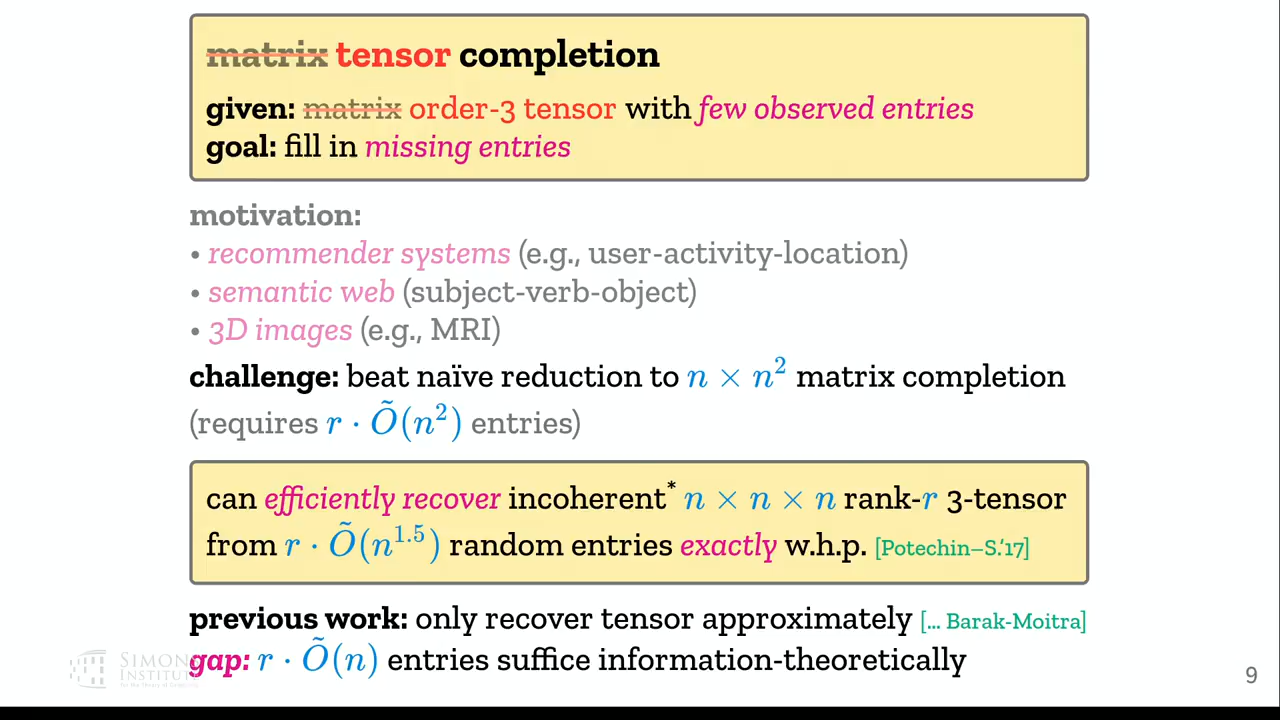 matrix tensor completion
given: matrix order-3 tensor with few observed entries
goal: fill in missing entries
motivation:
• recommender systems (e.g., user-activity-location)
• semantic web (subject-verb-object)
• 3D images (e.g., MRI)
challenge: beat naïve reduction to n × n² matrix completion
(requires r · Õ(n²) entries)
can efficiently recover incoherent* n × n × n rank-r 3-tensor
from r · Õ(n^1.5) random entries exactly w.h.p. [Potechin–S.'17]
previous work: only recover tensor approximately [... Barak-Moitra]
gap: r · Õ(n) entries suffice information-theoretically
SIMONS
INSTITUTE
9